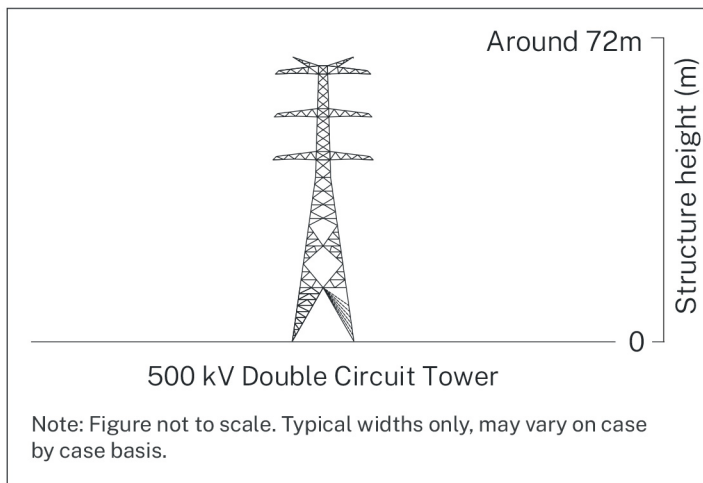 Around 72m
Structure height (m)
0
500 kV Double Circuit Tower
Note: Figure not to scale. Typical widths only, may vary on case
by case basis.